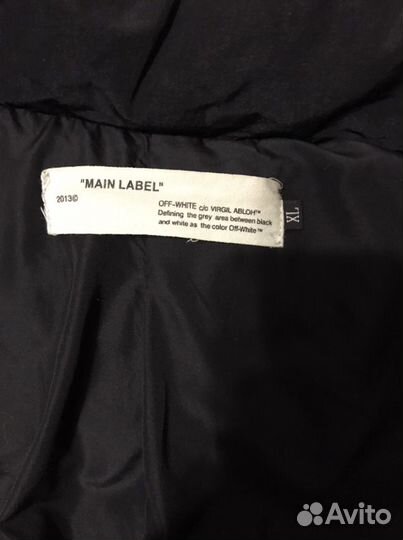 "MAIN LABEL"
2013©
OFF-WHITE c/o VIRGIL ABLOH™
Defining the grey area between black
and white as the color Off-White™
XL
Avito